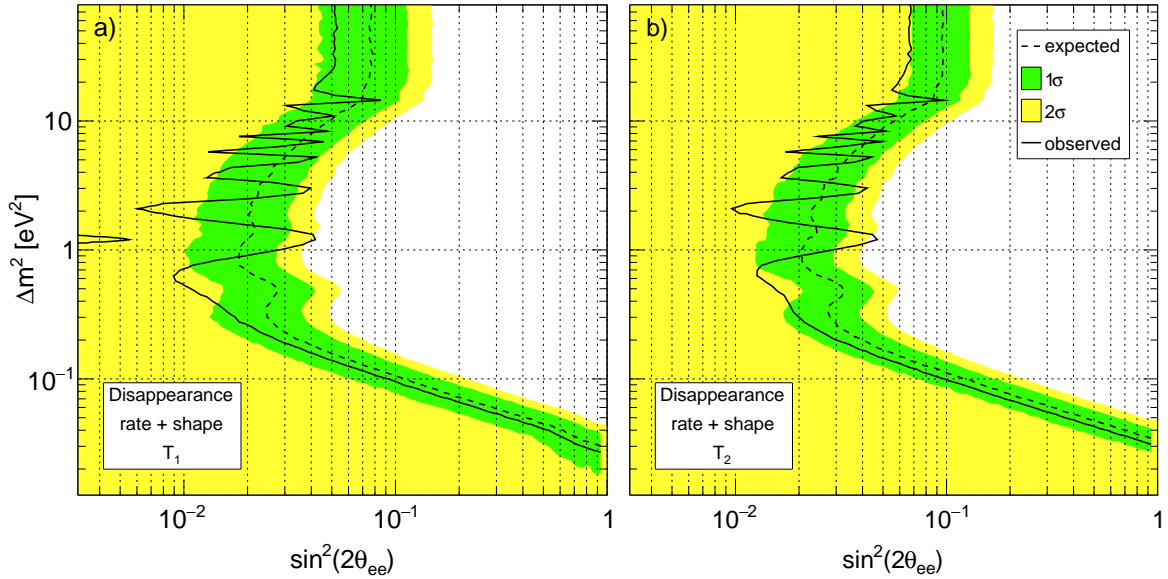 a)
b)
expected
1σ
2σ
observed
Δm² [eV²]
10
1
10⁻¹
Disappearance
rate + shape
T₁
Disappearance
rate + shape
T₂
10⁻²
10⁻¹
1
10⁻²
10⁻¹
1
sin²(2θₑₑ)
sin²(2θₑₑ)